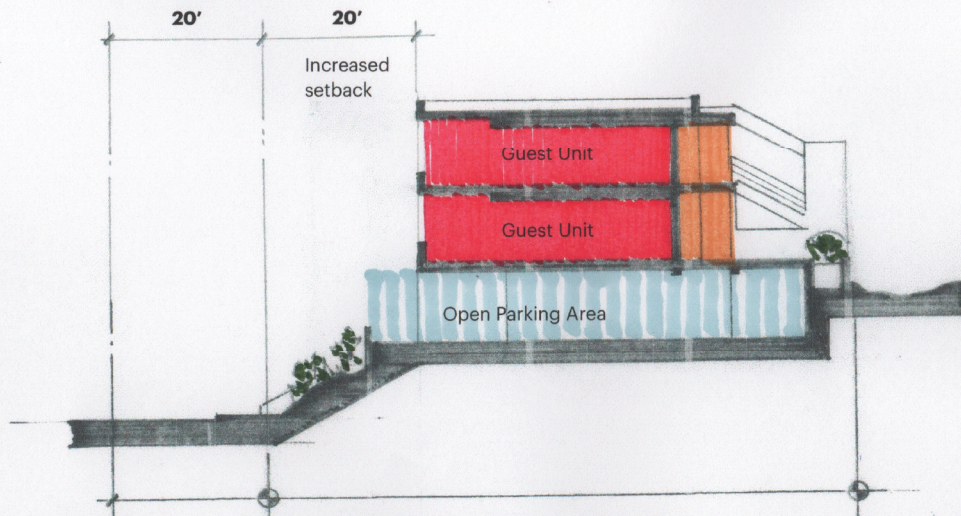 20’ 20’
Increased
setback
Guest Unit
Guest Unit
Open Parking Area